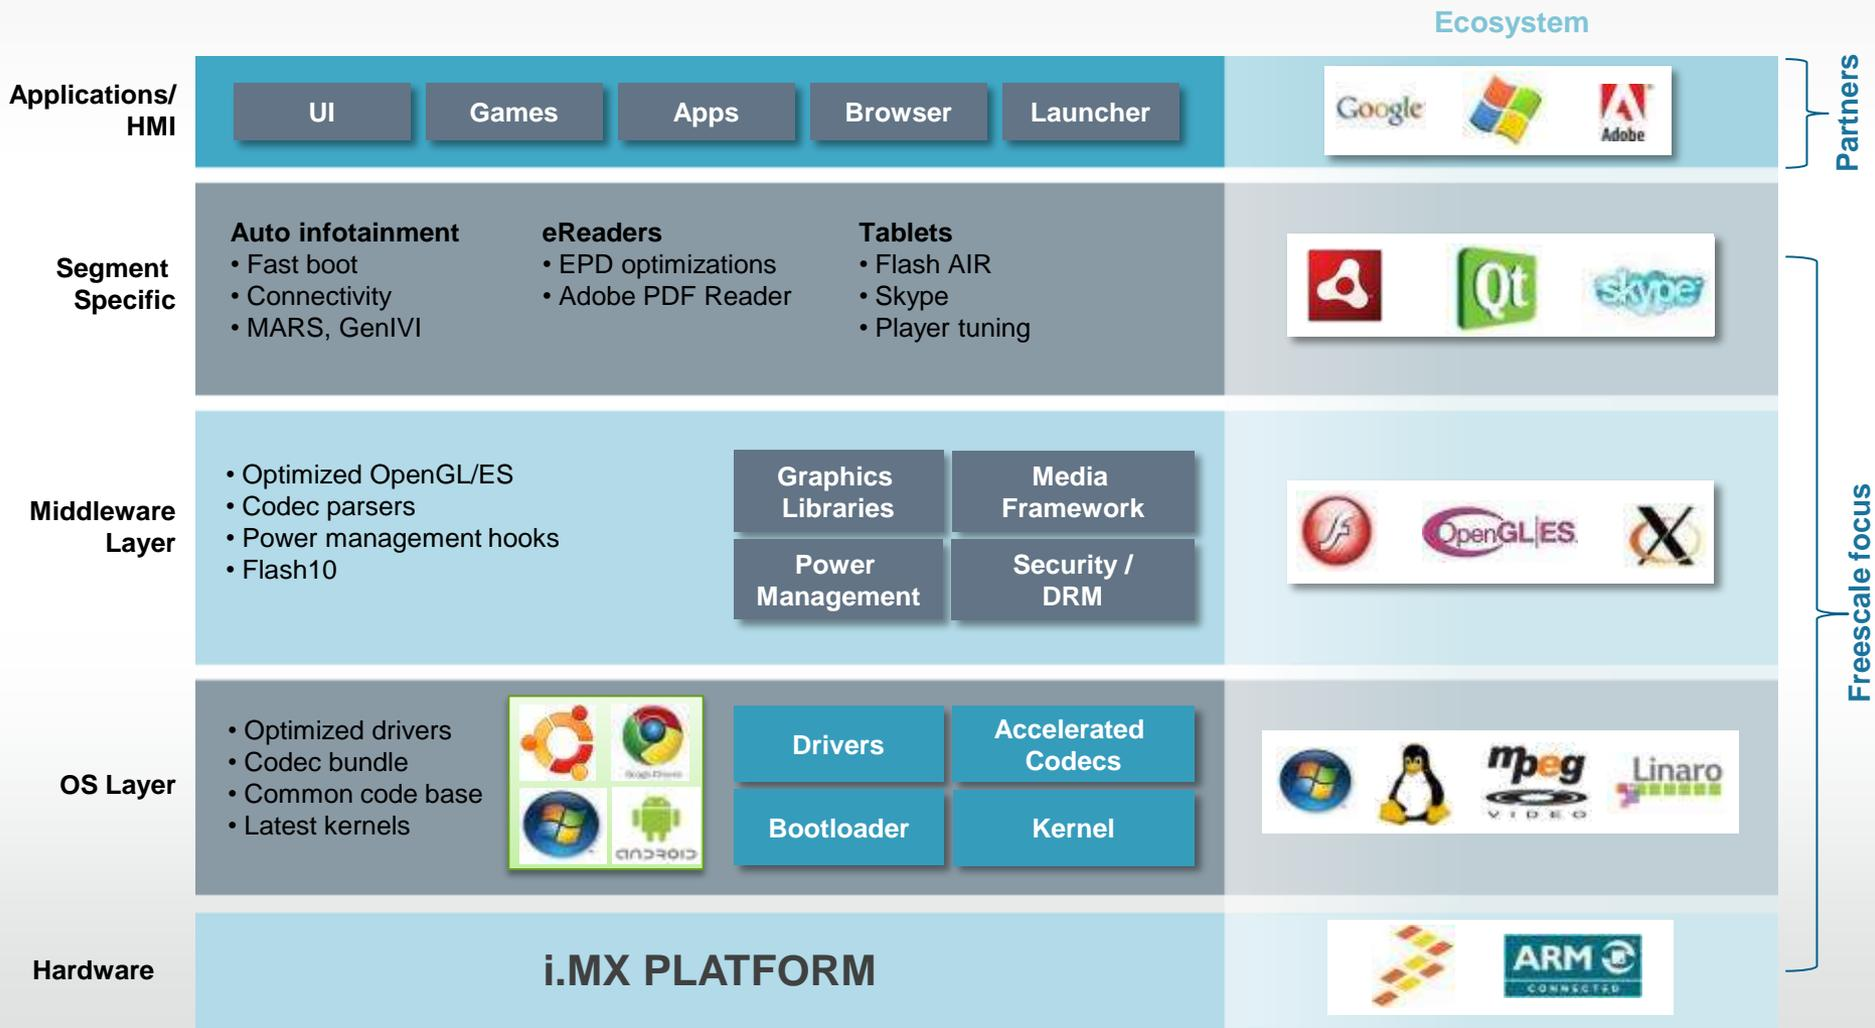 Ecosystem
Applications/
HMI
UI
Games
Apps
Browser
Launcher
Google
Adobe
Partners
Segment
Specific
Auto infotainment
• Fast boot
• Connectivity
• MARS, GenIVI
eReaders
• EPD optimizations
• Adobe PDF Reader
Tablets
• Flash AIR
• Skype
• Player tuning
Qt
skype
Middleware
Layer
• Optimized OpenGL/ES
• Codec parsers
• Power management hooks
• Flash10
Graphics
Libraries
Media
Framework
Power
Management
Security /
DRM
OpenGL|ES
X
Freescale focus
OS Layer
• Optimized drivers
• Codec bundle
• Common code base
• Latest kernels
android
Drivers
Accelerated
Codecs
Bootloader
Kernel
mpeg
VIDEO
Linaro
Hardware
i.MX PLATFORM
ARM
CONNECTED